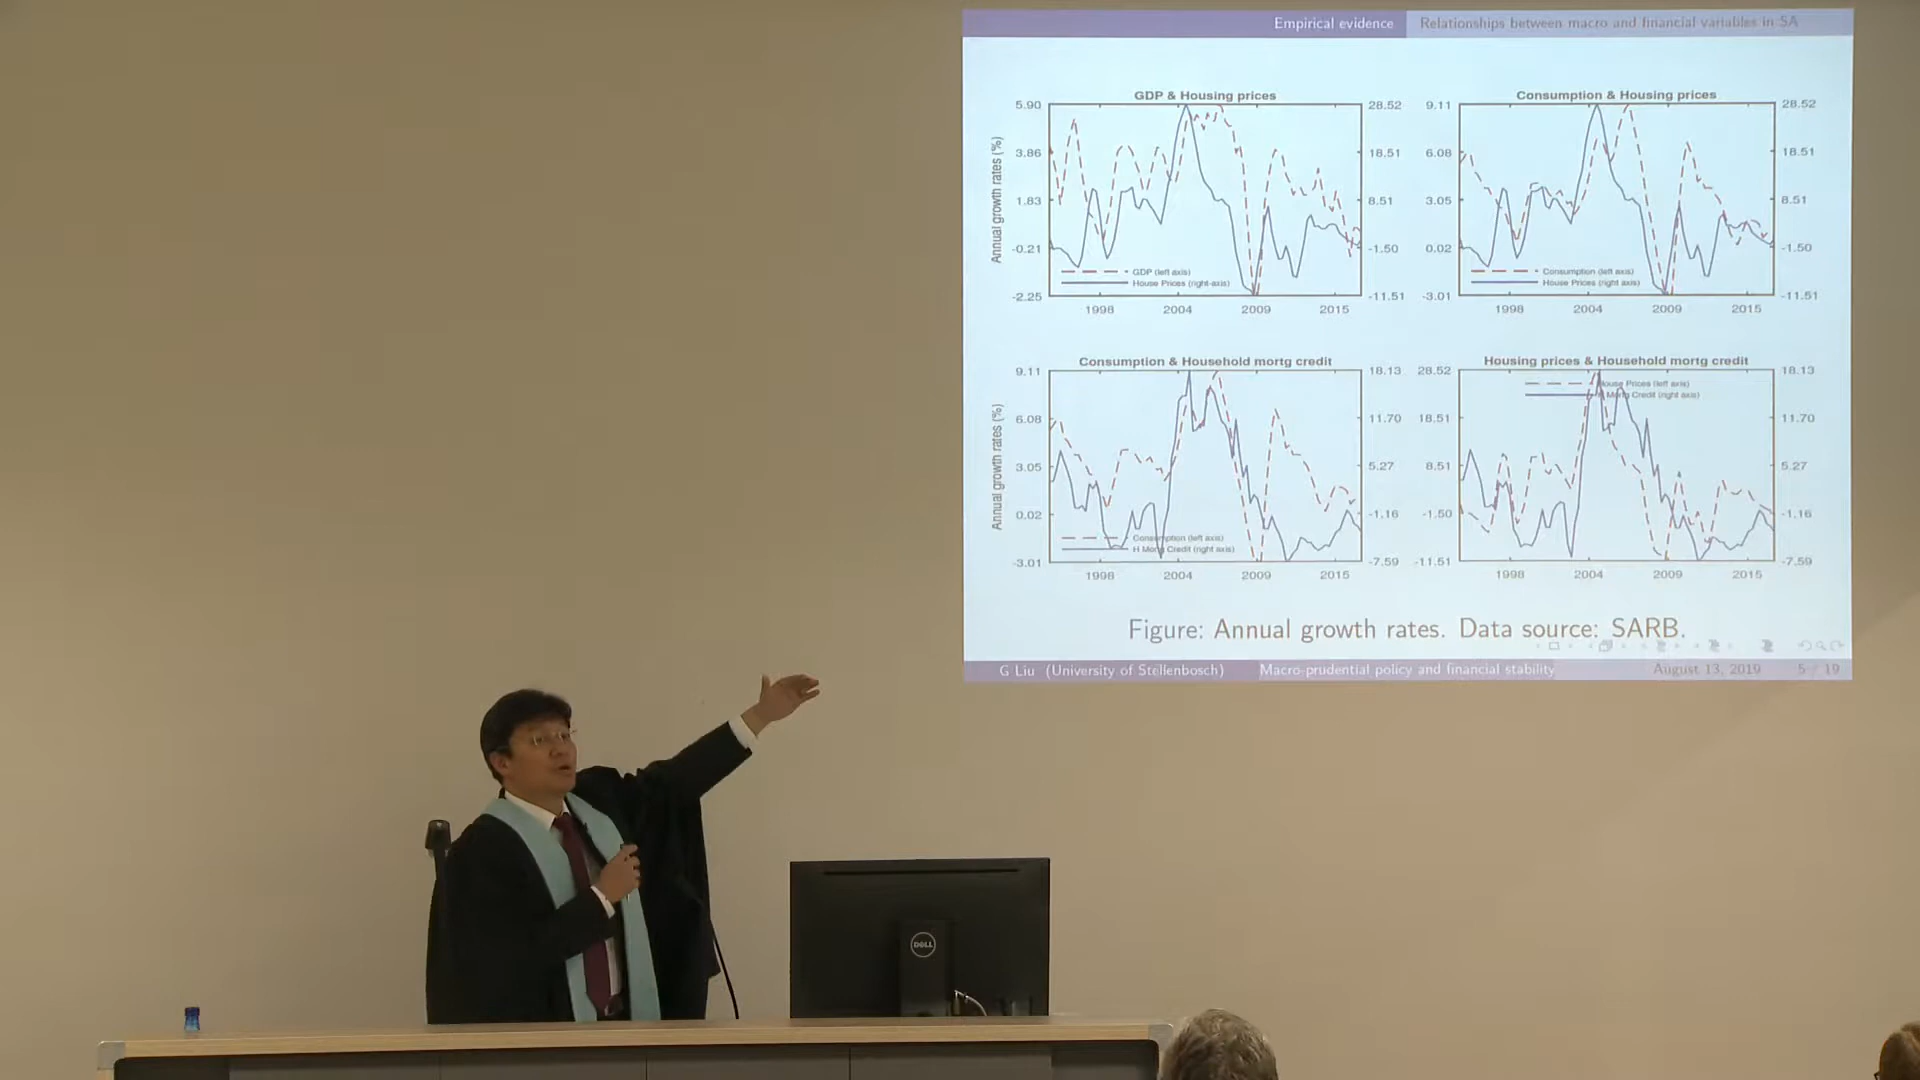 Empirical evidence
Relationships between macro and financial variables in SA
GDP & Housing prices
5.90
3.86
1.83
-0.21
-2.25
Annual growth rates (%)
28.52
18.51
8.51
-1.50
-11.51
GDP (left axis)
House Prices (right-axis)
1998 2004 2009 2015
Consumption & Housing prices
9.11
6.08
3.05
0.02
-3.01
28.52
18.51
8.51
-1.50
-11.51
Consumption (left axis)
House Prices (right axis)
1998 2004 2009 2015
Consumption & Household mortg credit
9.11
6.08
3.05
0.02
-3.01
Annual growth rates (%)
18.13
11.70
5.27
-1.16
-7.59
Consumption (left axis)
H Mortg Credit (right axis)
1998 2004 2009 2015
Housing prices & Household mortg credit
28.52
18.51
8.51
-1.50
-11.51
18.13
11.70
5.27
-1.16
-7.59
House Prices (left axis)
H Mortg Credit (right axis)
1998 2004 2009 2015
Figure: Annual growth rates. Data source: SARB.
G Liu (University of Stellenbosch) Macro-prudential policy and financial stability August 13, 2019 5 / 19
DELL